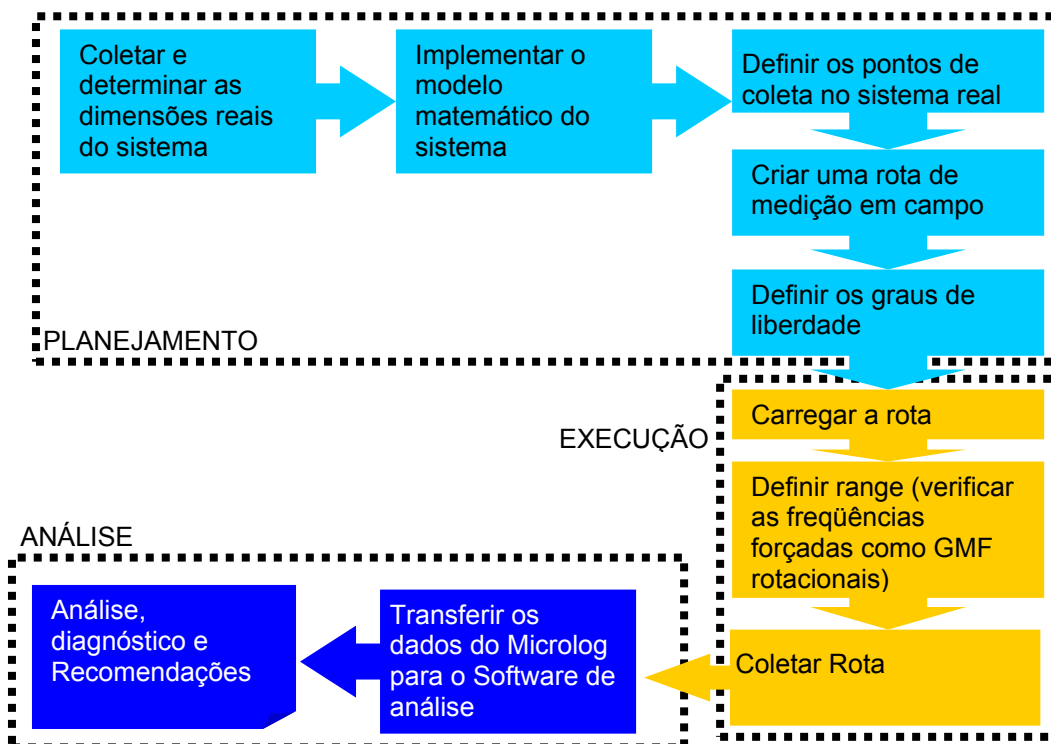 Coletar e
determinar as
dimensões reais
do sistema
Implementar o
modelo
matemático do
sistema
Definir os pontos de
coleta no sistema real
Criar uma rota de
medição em campo
Definir os graus de
liberdade
PLANEJAMENTO
EXECUÇÃO
Carregar a rota
Definir range (verificar
as freqüências
forçadas como GMF
rotacionais)
Coletar Rota
ANÁLISE
Transferir os
dados do Microlog
para o Software de
análise
Análise,
diagnóstico e
Recomendações